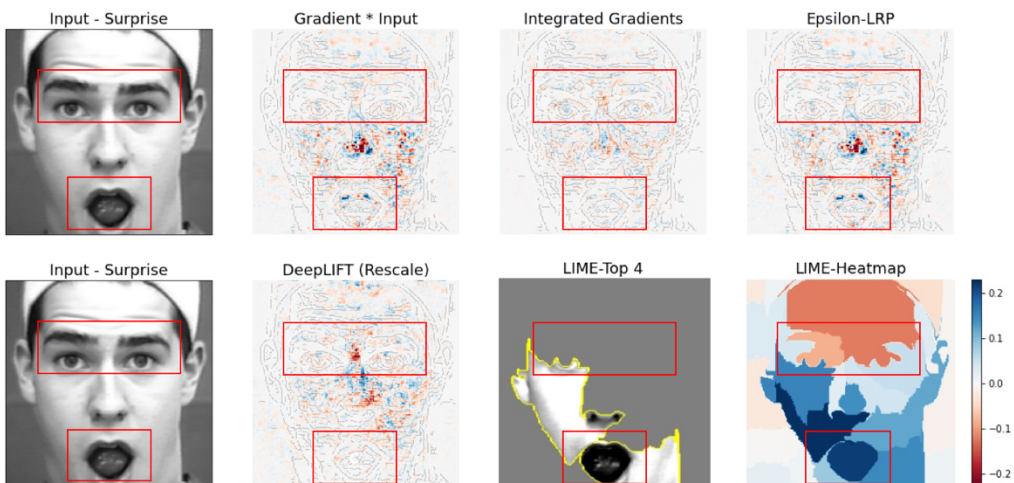 Input - Surprise
Gradient * Input
Integrated Gradients
Epsilon-LRP
Input - Surprise
DeepLIFT (Rescale)
LIME-Top 4
LIME-Heatmap
0.2
0.1
0.0
−0.1
−0.2